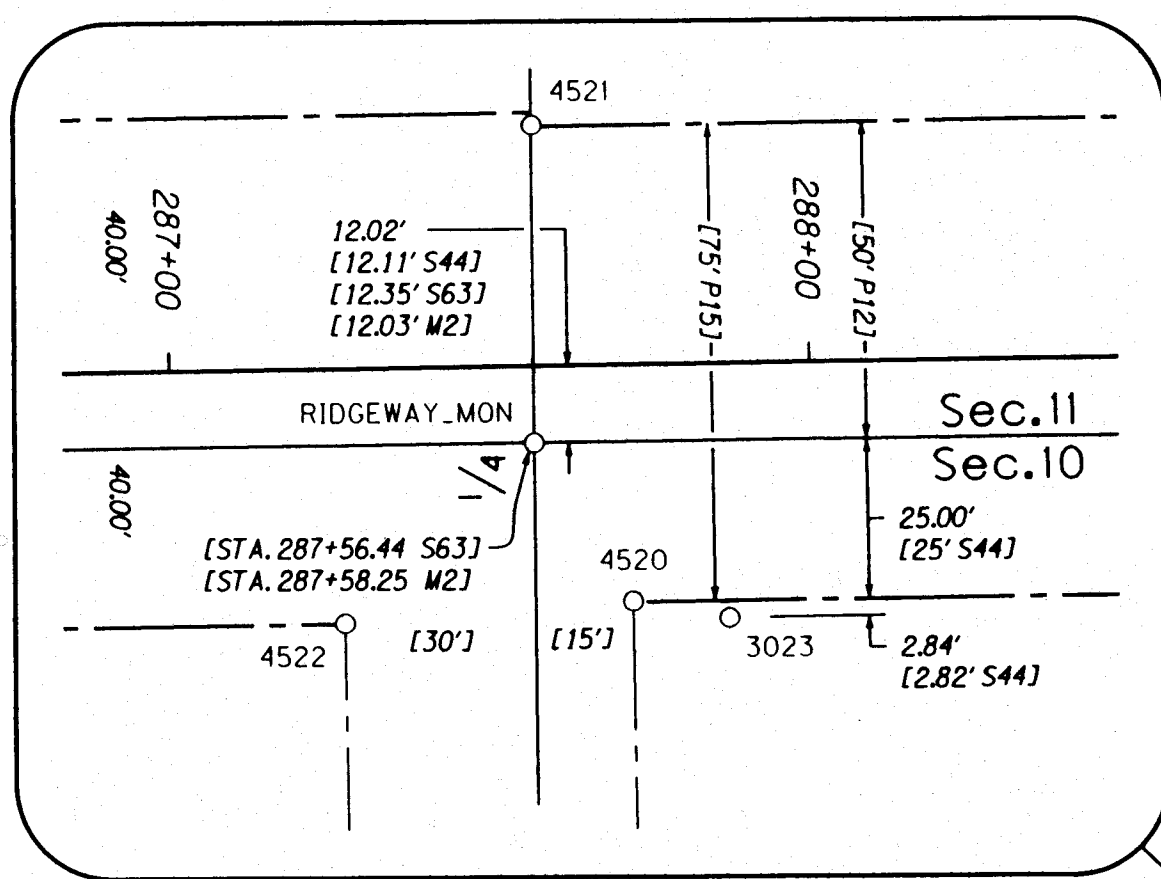 4521
287+00
40.00'
12.02'
[12.11' S44]
[12.35' S63]
[12.03' M2]
[75' P15]
288+00
[50' P12]
RIDGEWAY_MON
Sec.11
Sec.10
1/4
40.00'
25.00'
[25' S44]
[STA. 287+56.44 S63]
[STA. 287+58.25 M2]
4520
4522
[30']
[15']
3023
2.84'
[2.82' S44]